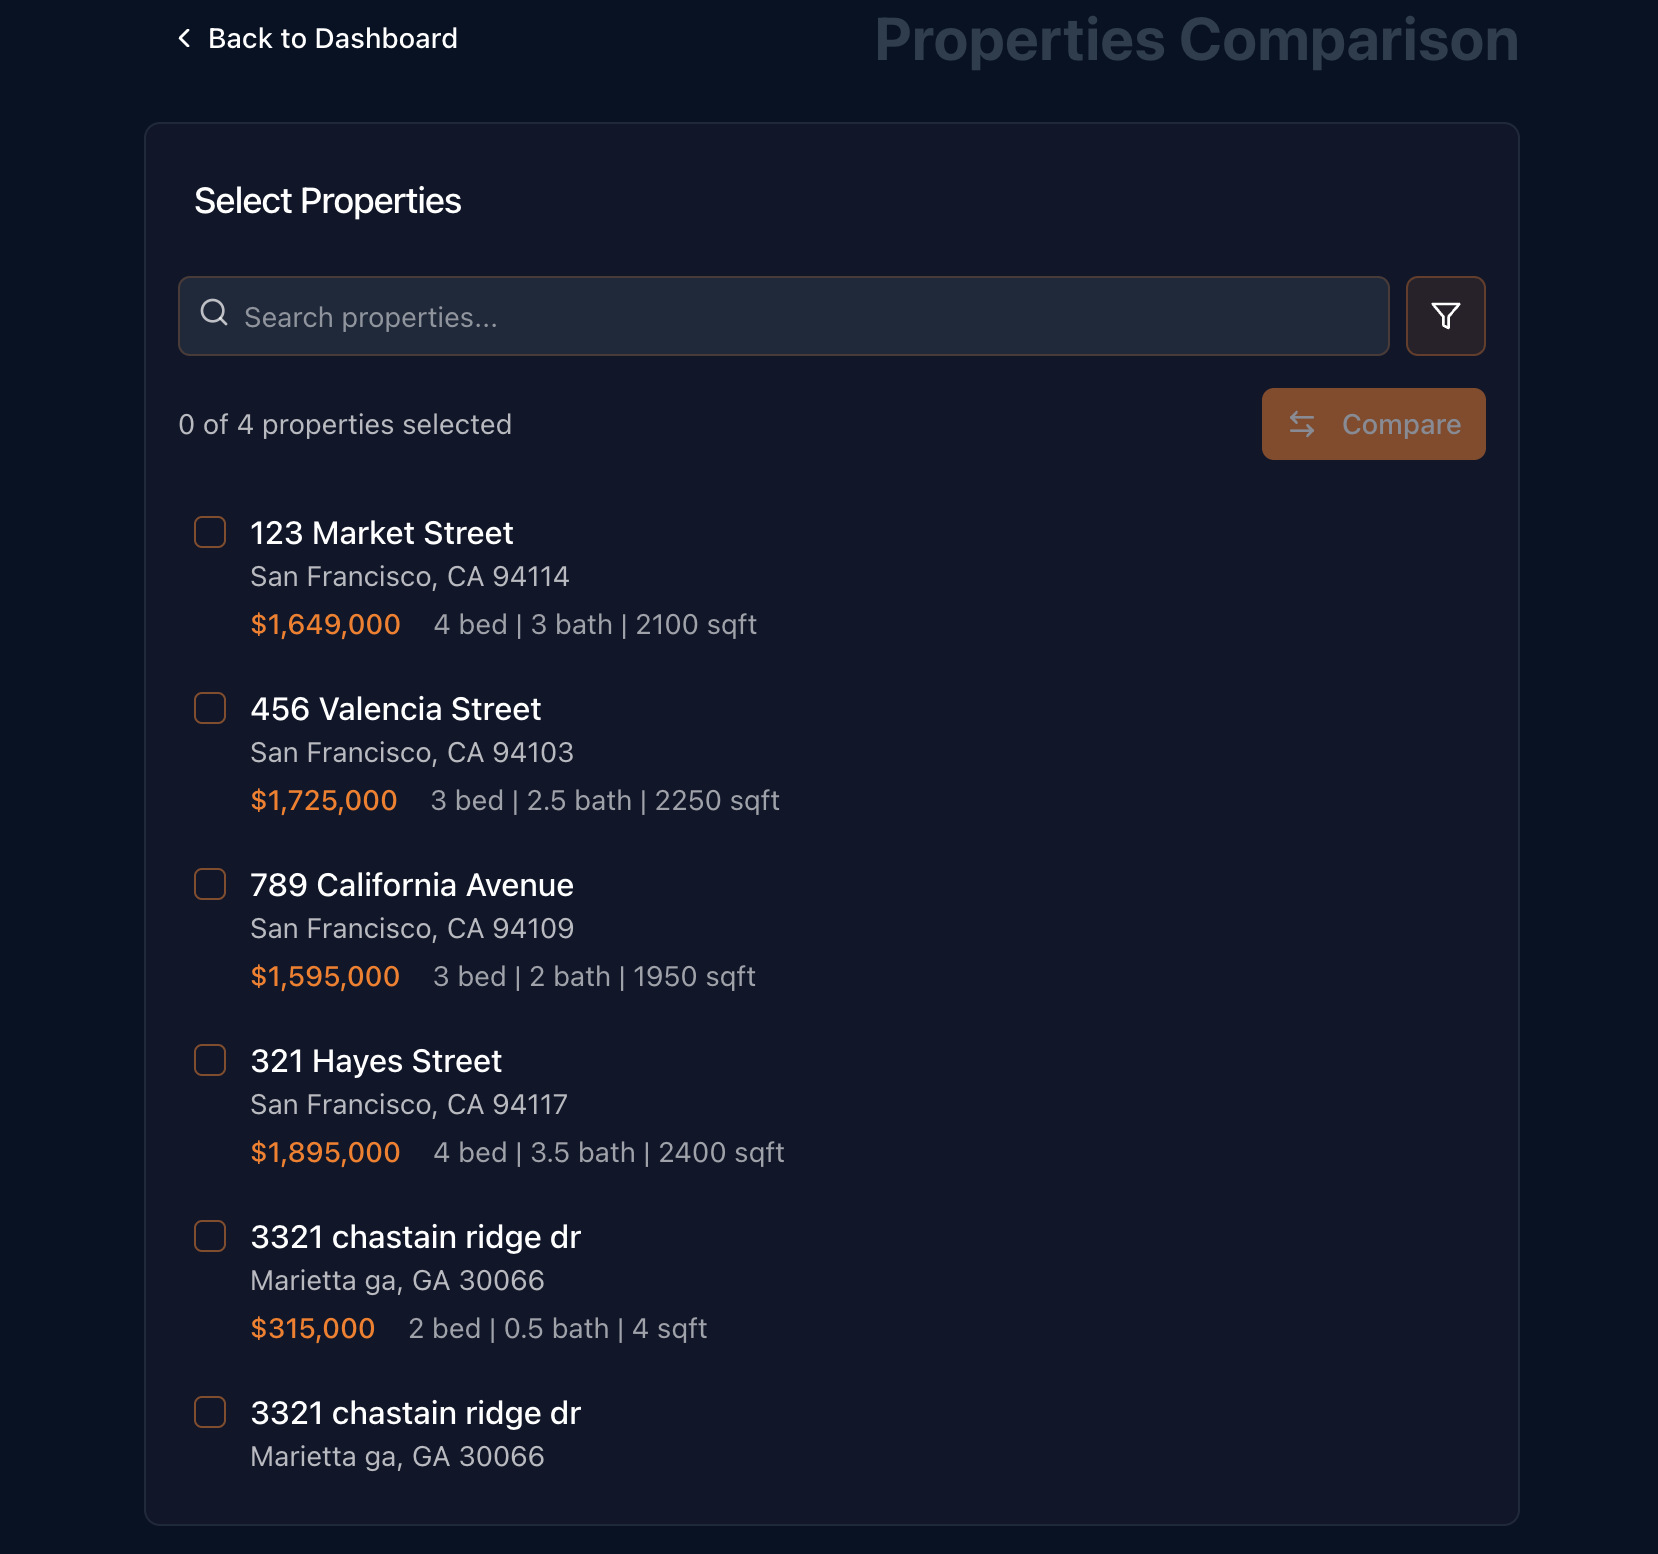 Back to Dashboard
Properties Comparison
Select Properties
Search properties...
0 of 4 properties selected
Compare
123 Market Street
San Francisco, CA 94114
$1,649,000 4 bed | 3 bath | 2100 sqft
456 Valencia Street
San Francisco, CA 94103
$1,725,000 3 bed | 2.5 bath | 2250 sqft
789 California Avenue
San Francisco, CA 94109
$1,595,000 3 bed | 2 bath | 1950 sqft
321 Hayes Street
San Francisco, CA 94117
$1,895,000 4 bed | 3.5 bath | 2400 sqft
3321 chastain ridge dr
Marietta ga, GA 30066
$315,000 2 bed | 0.5 bath | 4 sqft
3321 chastain ridge dr
Marietta ga, GA 30066